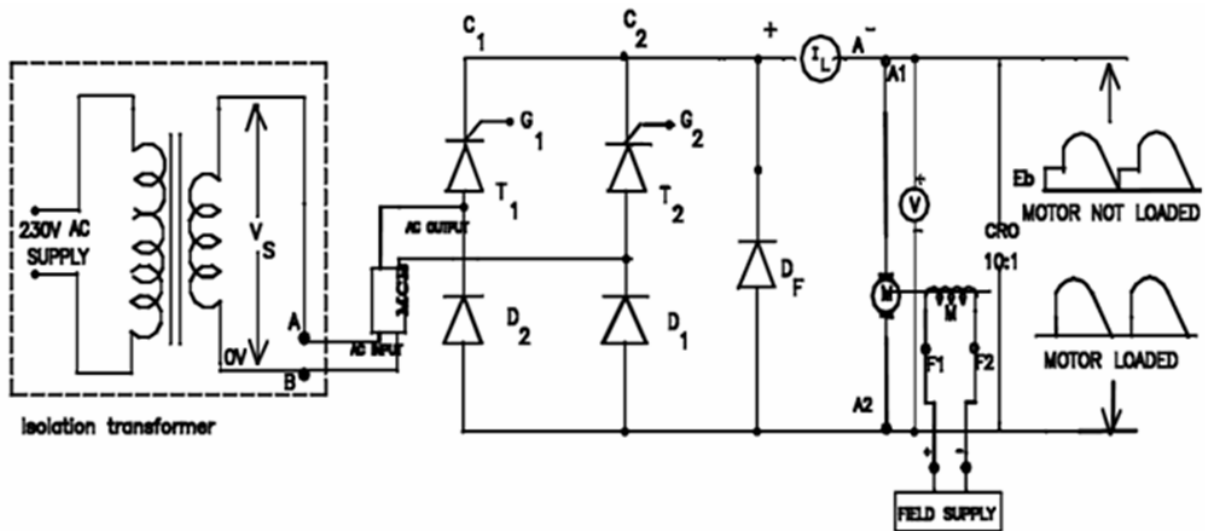 230V AC
SUPPLY
V
S
A
0V
B
isolation transformer
C1
G1
T1
AC OUTPUT
MCB
AC INPUT
D2
C2
G2
T2
D1
+
IL
A
-
DF
A1
+
V
-
M
A2
M
F1
F2
+
-
FIELD SUPPLY
CRO
10:1
Eb
MOTOR NOT LOADED
MOTOR LOADED